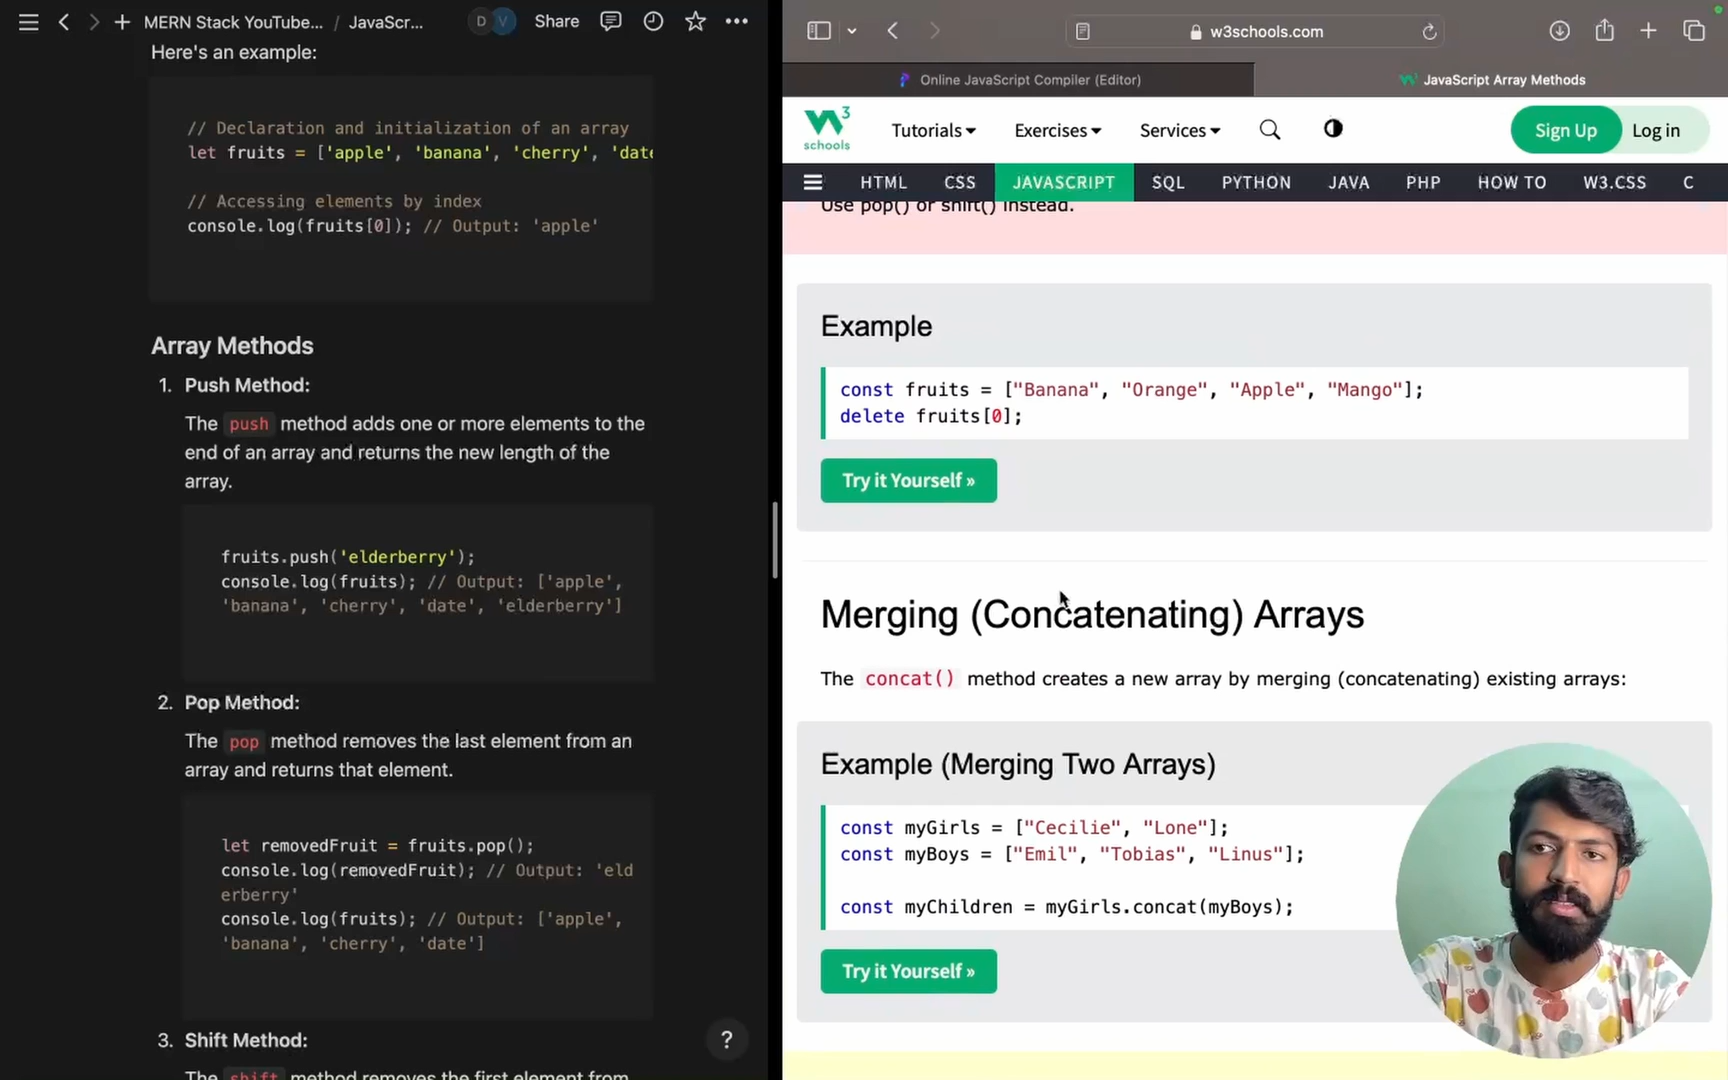 MERN Stack YouTube... / JavaScr...
D V Share
Here's an example:
// Declaration and initialization of an array
let fruits = ['apple', 'banana', 'cherry', 'date
// Accessing elements by index
console.log(fruits[0]); // Output: 'apple'
Array Methods
1. Push Method:
The push method adds one or more elements to the
end of an array and returns the new length of the
array.
fruits.push('elderberry');
console.log(fruits); // Output: ['apple',
'banana', 'cherry', 'date', 'elderberry']
2. Pop Method:
The pop method removes the last element from an
array and returns that element.
let removedFruit = fruits.pop();
console.log(removedFruit); // Output: 'eld
erberry'
console.log(fruits); // Output: ['apple',
'banana', 'cherry', 'date']
3. Shift Method:
The shift method removes the first element from
?
w3schools.com
Online JavaScript Compiler (Editor)
JavaScript Array Methods
W3 schools
Tutorials Exercises Services
Sign Up Log in
HTML CSS JAVASCRIPT SQL PYTHON JAVA PHP HOW TO W3.CSS C
Use pop() or shift() instead.
Example
const fruits = ["Banana", "Orange", "Apple", "Mango"];
delete fruits[0];
Try it Yourself »
Merging (Concatenating) Arrays
The concat() method creates a new array by merging (concatenating) existing arrays:
Example (Merging Two Arrays)
const myGirls = ["Cecilie", "Lone"];
const myBoys = ["Emil", "Tobias", "Linus"];
const myChildren = myGirls.concat(myBoys);
Try it Yourself »